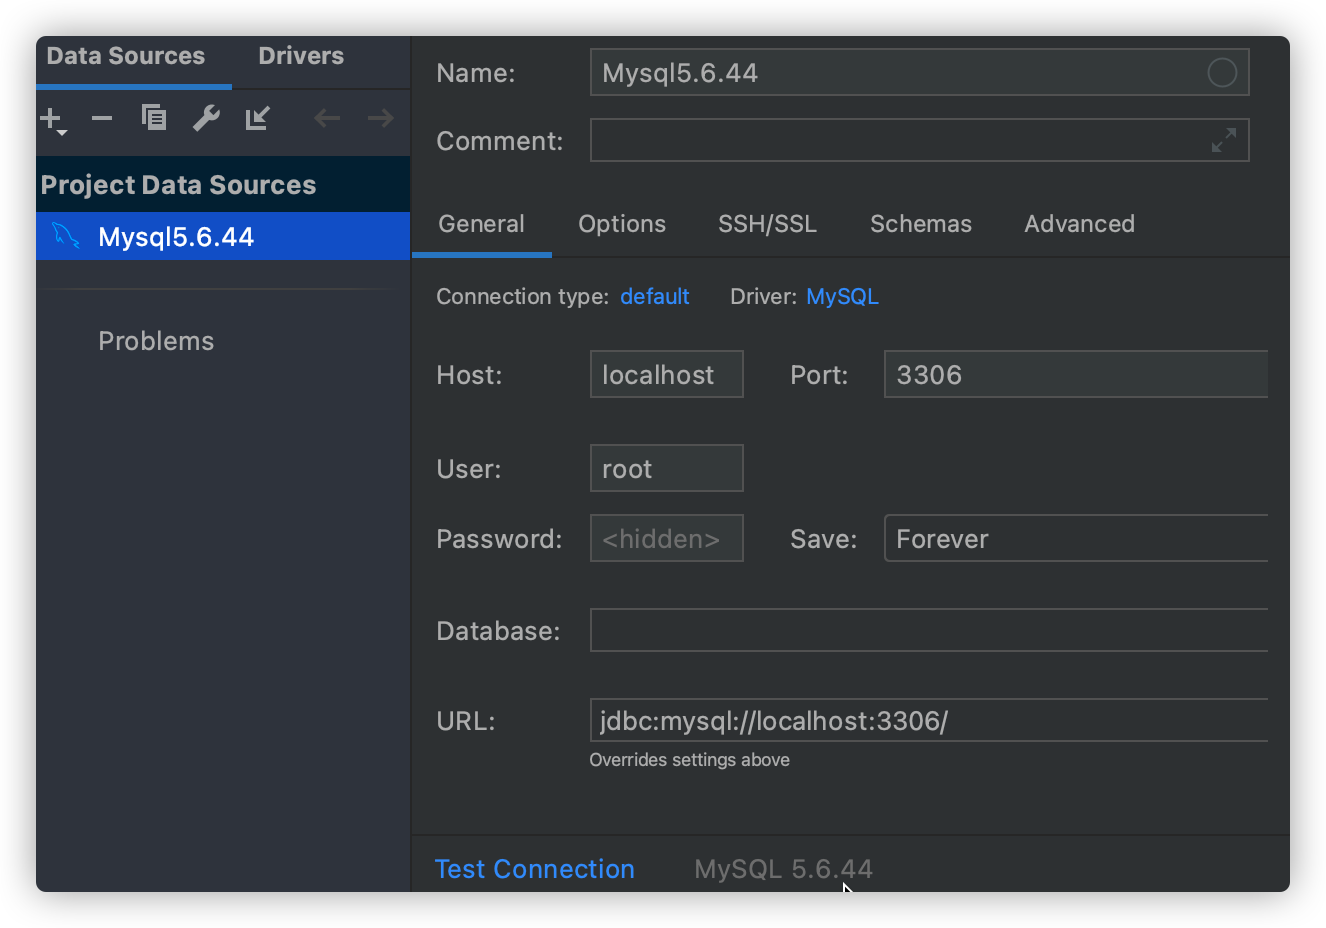 Data Sources
Drivers
Project Data Sources
Mysql5.6.44
Problems
Name: Mysql5.6.44
Comment:
General Options SSH/SSL Schemas Advanced
Connection type: default Driver: MySQL
Host: localhost Port: 3306
User: root
Password: <hidden> Save: Forever
Database:
URL: jdbc:mysql://localhost:3306/
Overrides settings above
Test Connection MySQL 5.6.44